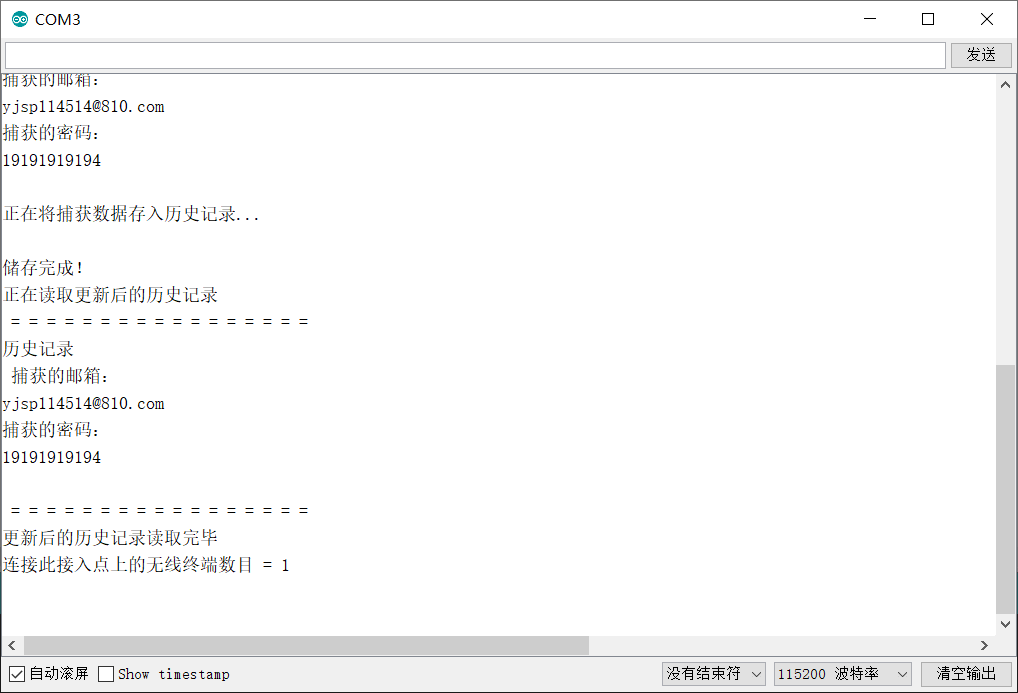 COM3
发送
捕获的邮箱：
yjsp114514@810.com
捕获的密码：
19191919194
正在将捕获数据存入历史记录...
储存完成！
正在读取更新后的历史记录
= = = = = = = = = = = = = = = = =
历史记录
捕获的邮箱：
yjsp114514@810.com
捕获的密码：
19191919194
= = = = = = = = = = = = = = = = =
更新后的历史记录读取完毕
连接此接入点上的无线终端数目 = 1
自动滚屏 Show timestamp 没有结束符 115200 波特率 清空输出